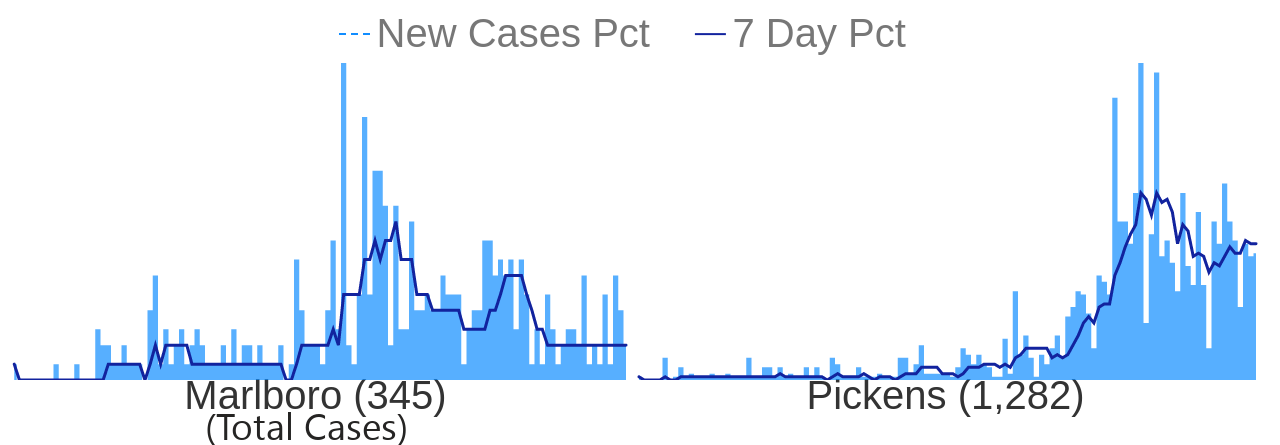 New Cases Pct 7 Day Pct
Marlboro (345) Pickens (1,282)
(Total Cases)